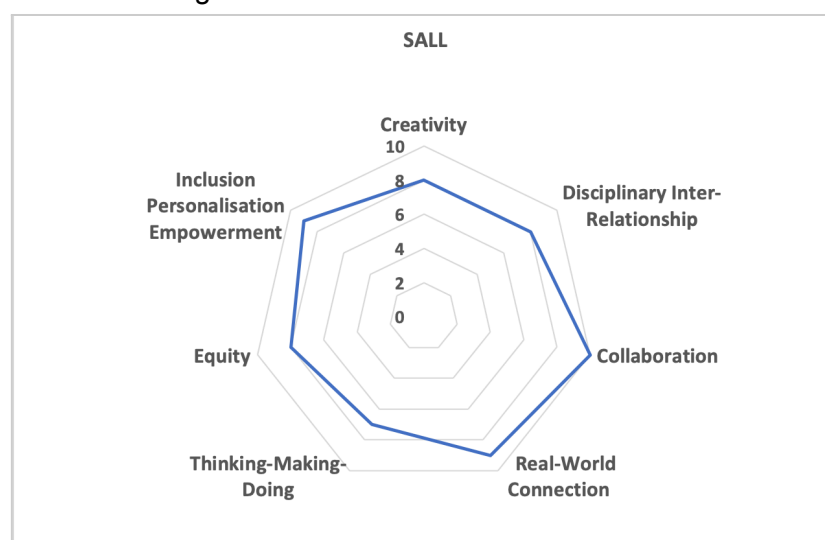 SALL
Creativity
10
8
6
4
2
0
Disciplinary Inter-
Relationship
Collaboration
Real-World
Connection
Thinking-Making-
Doing
Equity
Inclusion
Personalisation
Empowerment